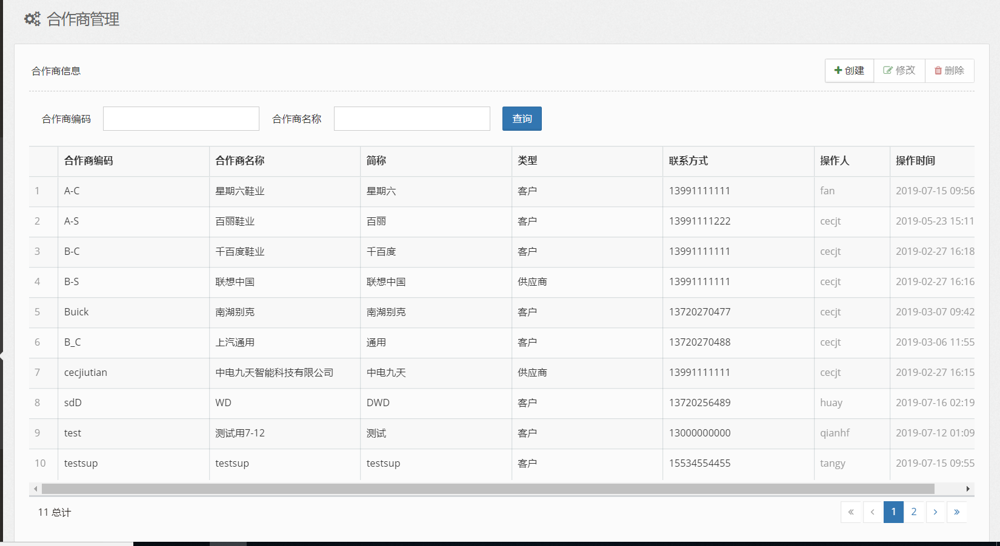 合作商管理
合作商信息
创建 修改 删除
合作商编码 合作商名称 查询
合作商编码 合作商名称 简称 类型 联系方式 操作人 操作时间
1 A-C 星期六鞋业 星期六 客户 13991111111 fan 2019-07-15 09:56
2 A-S 百丽鞋业 百丽 客户 13991111222 cecjt 2019-05-23 15:11
3 B-C 千百度鞋业 千百度 客户 13991111111 cecjt 2019-02-27 16:18
4 B-S 联想中国 联想中国 供应商 13991111111 cecjt 2019-02-27 16:16
5 Buick 南湖别克 南湖别克 客户 13720270477 cecjt 2019-03-07 09:42
6 B_C 上汽通用 通用 客户 13720270488 cecjt 2019-03-06 11:55
7 cecjiutian 中电九天智能科技有限公司 中电九天 供应商 13991111111 cecjt 2019-02-27 16:15
8 sdD WD DWD 客户 13720256489 huay 2019-07-16 02:19
9 test 测试用7-12 测试 客户 13000000000 qianhf 2019-07-12 01:09
10 testsup testsup testsup 客户 15534554455 tangy 2019-07-15 09:55
11 总计 « ‹ 1 2 › »